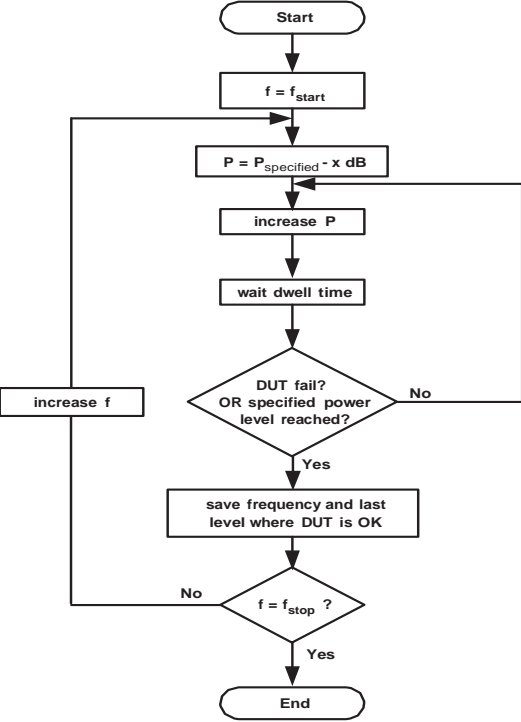 Start
f = fstart
P = Pspecified - x dB
increase P
wait dwell time
DUT fail?
OR specified power
level reached?
No
increase f
Yes
save frequency and last
level where DUT is OK
No
f = fstop ?
Yes
End